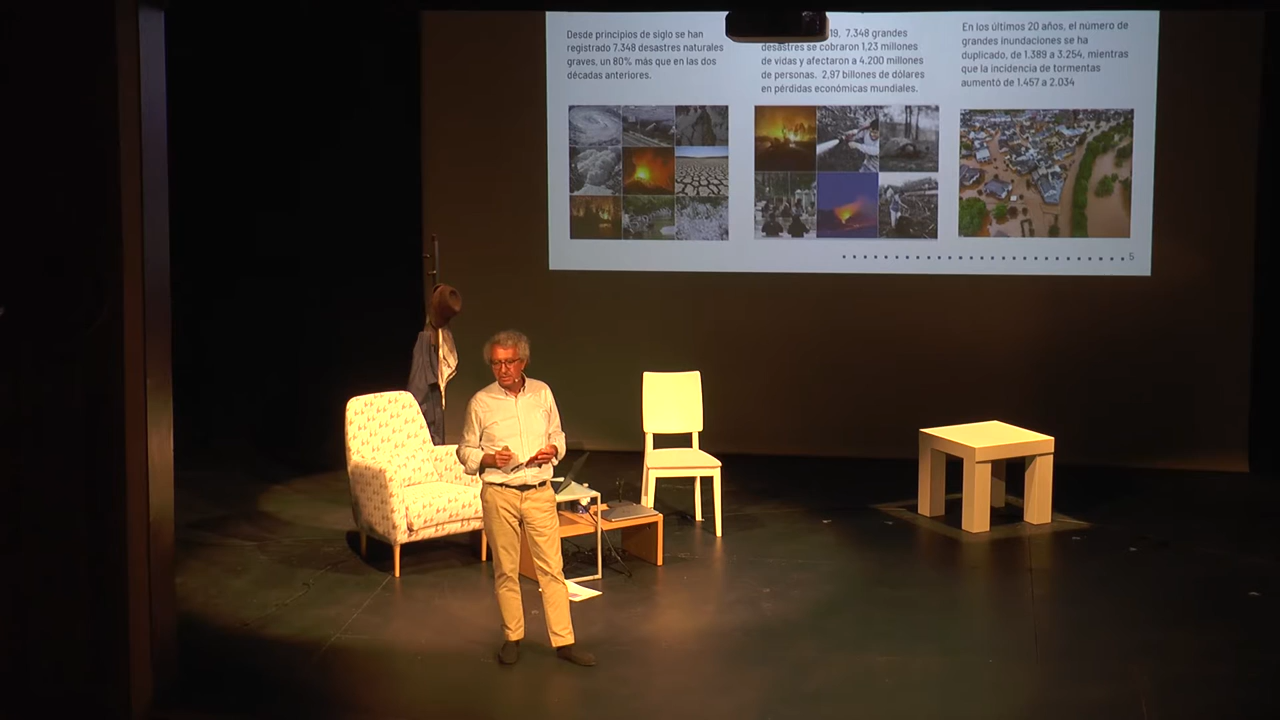 Desde principios de siglo se han
registrado 7.348 desastres naturales
graves, un 80% más que en las dos
décadas anteriores.
19, 7.348 grandes
desastres se cobraron 1,23 millones
de vidas y afectaron a 4.200 millones
de personas. 2,97 billones de dólares
en pérdidas económicas mundiales.
En los últimos 20 años, el número de
grandes inundaciones se ha
duplicado, de 1.389 a 3.254, mientras
que la incidencia de tormentas
aumentó de 1.457 a 2.034
5